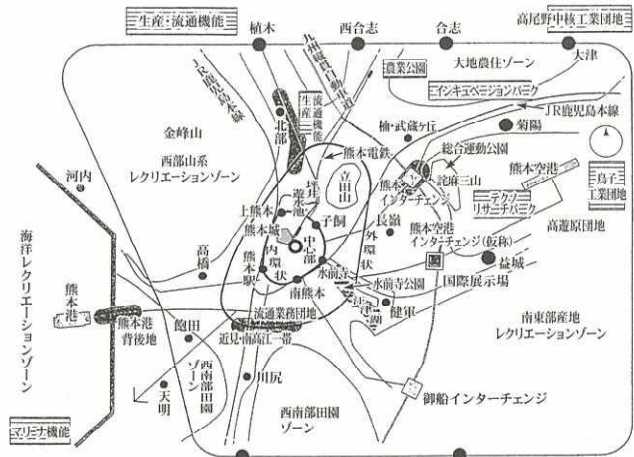 生産・流通機能
植木
西合志
合志
高尾野中核工業団地
大津
農業公園
大地農住ゾーン
インキュベーションパーク
JR鹿児島本線
九州縦貫自動車道
JR鹿児島本線
生産・流通機能
北部
楠・武蔵ケ丘
菊陽
金峰山
西部山系
レクリエーションゾーン
熊本電鉄
総合運動公園
熊本空港
河内
立田山
詫麻三山
鳥子工業団地
坪井遊水池
熊本インターチェンジ
テクノリサーチパーク
上熊本
子飼
長嶺
熊本空港
インターチェンジ(仮称)
高遊原団地
熊本城
中心部
外環状
高橋
内環状
熊本駅
水前寺
益城
国際展示場
海洋レクリエーションゾーン
南熊本
水前寺公園
熊本港
熊本港
背後地
飽田
流通業務団地
江津湖
健軍
南東部産地
レクリエーションゾーン
近見・南高江一帯
西南部田園
ゾーン
川尻
天明
西南部田園
ゾーン
御船インターチェンジ
マリーナ機能